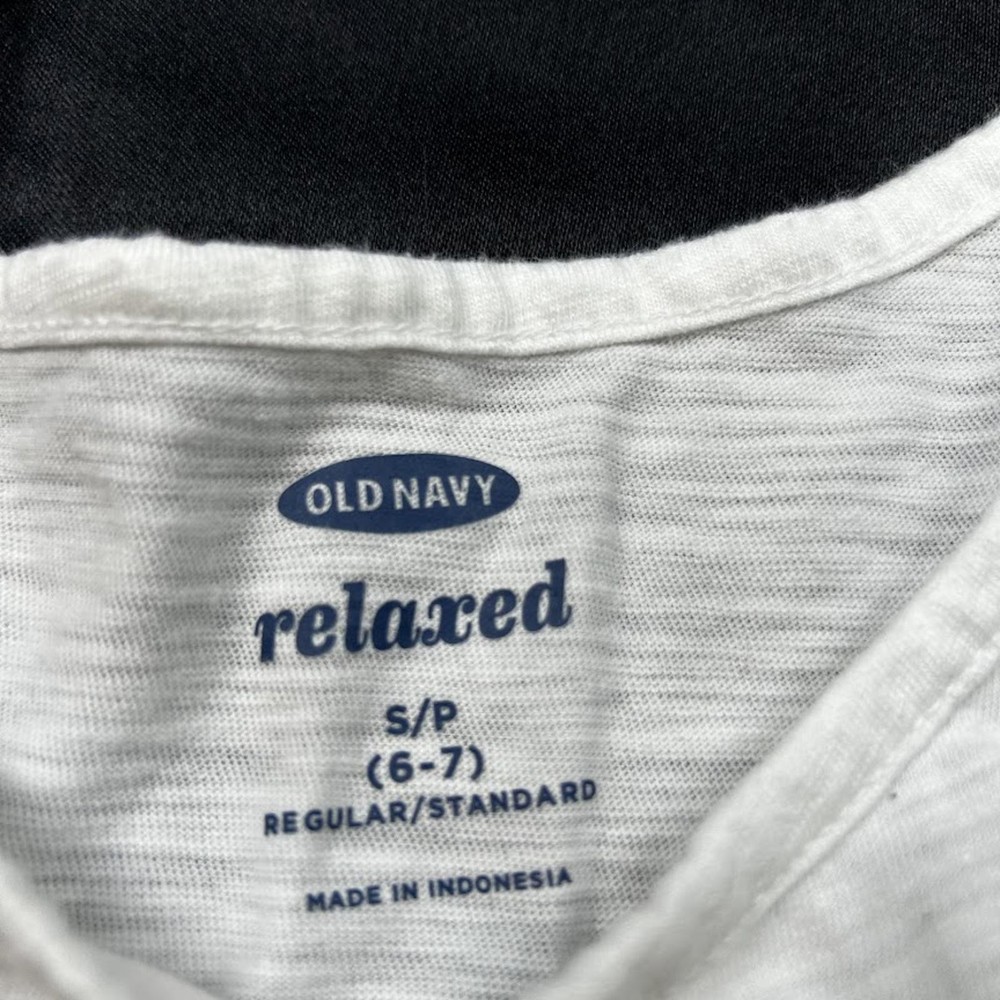 OLD NAVY
relaxed
S/P
(6-7)
REGULAR/STANDARD
MADE IN INDONESIA